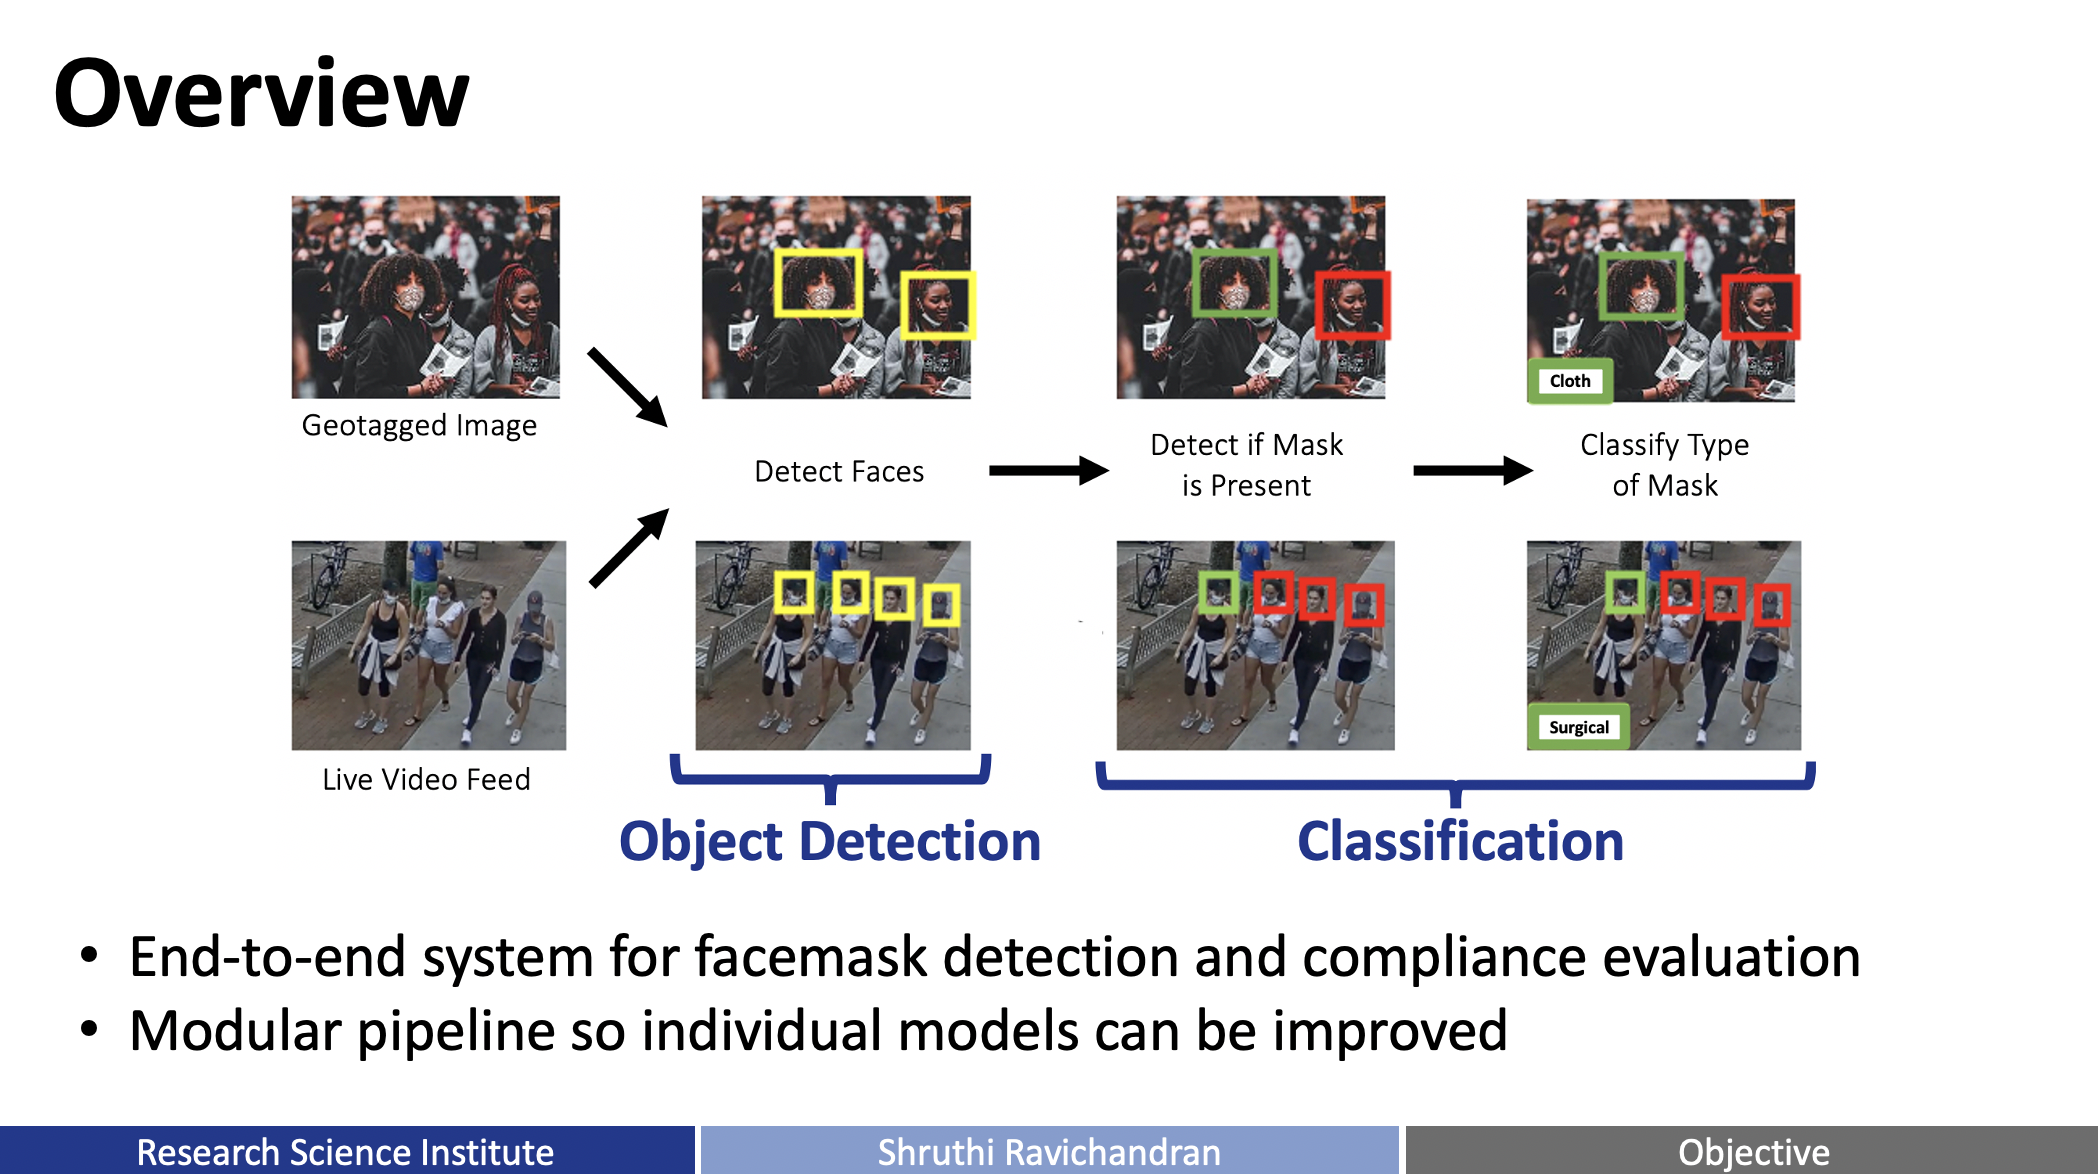 Overview
Geotagged Image
Detect Faces
Detect if Mask
is Present
Classify Type
of Mask
Cloth
Live Video Feed
Surgical
Object Detection
Classification
• End-to-end system for facemask detection and compliance evaluation
• Modular pipeline so individual models can be improved
Research Science Institute
Shruthi Ravichandran
Objective